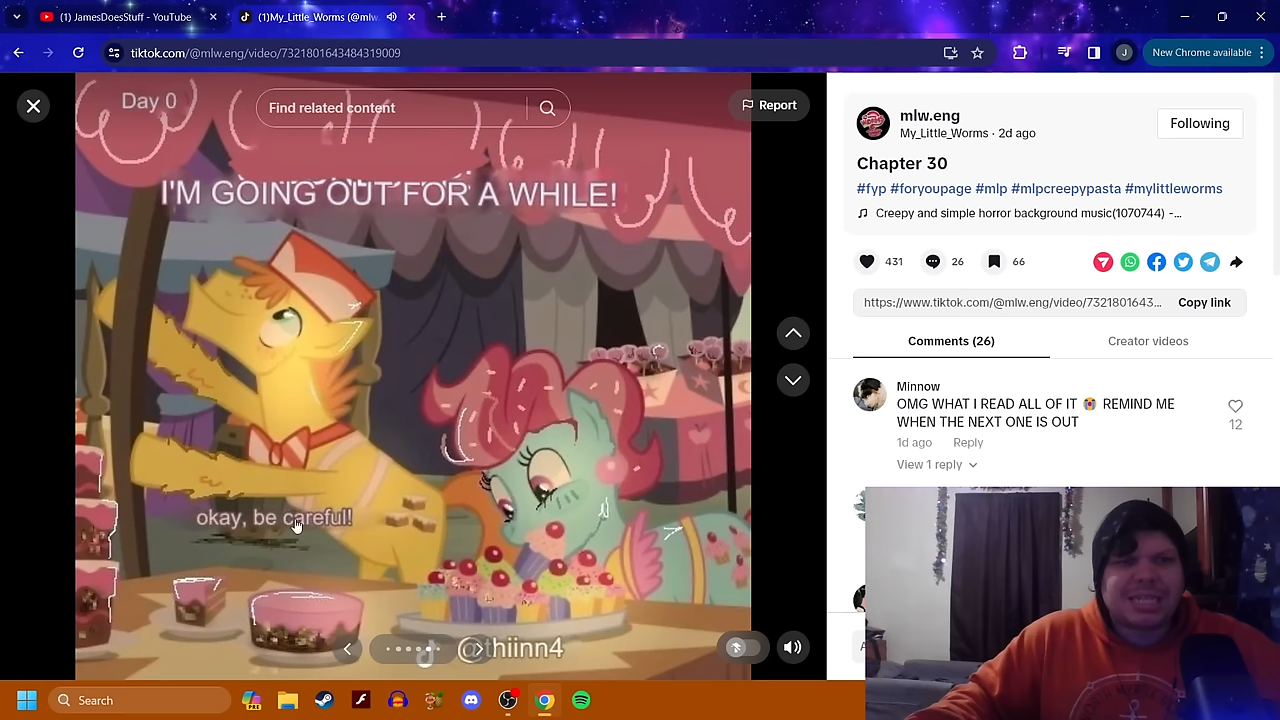 (1) JamesDoesStuff - YouTube
(1)My_Little_Worms (@mlw
tiktok.com/@mlw.eng/video/7321801643484319009
J
New Chrome available
Day 0
Find related content
Report
I'M GOING OUT FOR A WHILE!
okay, be careful!
@thiinn4
mlw.eng
My_Little_Worms · 2d ago
Following
Chapter 30
#fyp #foryoupage #mlp #mlpcreepypasta #mylittleworms
Creepy and simple horror background music(1070744) -...
431
26
66
https://www.tiktok.com/@mlw.eng/video/7321801643...
Copy link
Comments (26)
Creator videos
Minnow
OMG WHAT I READ ALL OF IT 😭 REMIND ME
WHEN THE NEXT ONE IS OUT
12
1d ago
Reply
View 1 reply
Search
PRE